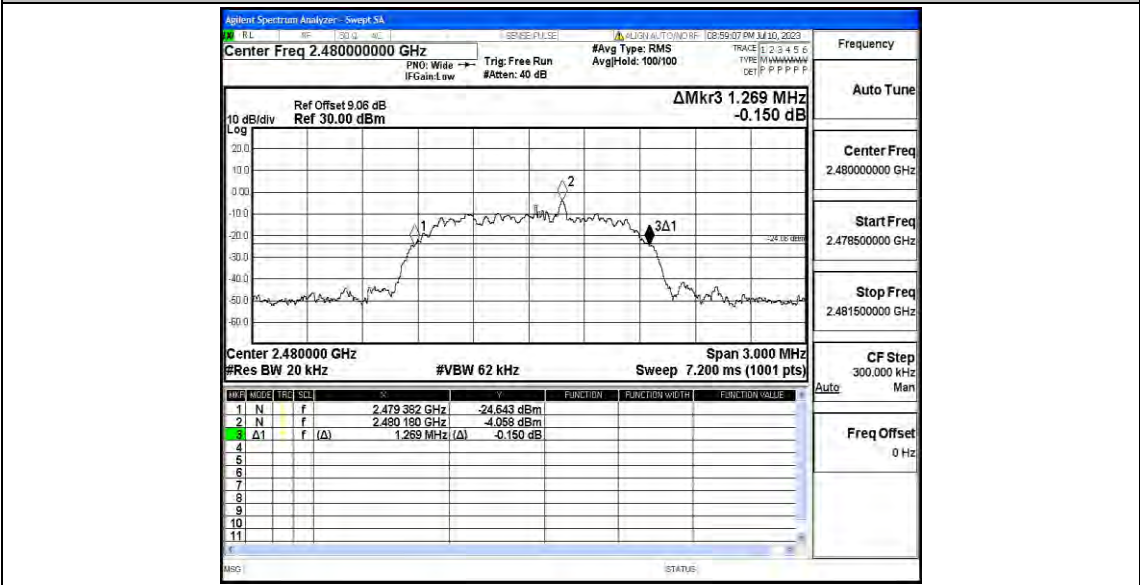 Agilent Spectrum Analyzer - Swept SA
RL RF 50 Ω AC SENSE:PULSE ALIGN AUTO/NO RF 08:59:07 PM Jul 10, 2023
Center Freq 2.480000000 GHz
PNO: Wide
IFGain:Low
Trig: Free Run
#Atten: 40 dB
#Avg Type: RMS
Avg|Hold: 100/100
TRACE 1 2 3 4 5 6
TYPE M
DET P P P P P P
Ref Offset 9.06 dB
10 dB/div Ref 30.00 dBm
Log
ΔMkr3 1.269 MHz
-0.150 dB
20.0
10.0
0.00
-10.0
-20.0
-30.0
-40.0
-50.0
-60.0
1
2
3Δ1
-24.06 dBm
Center 2.480000 GHz Span 3.000 MHz
#Res BW 20 kHz #VBW 62 kHz Sweep 7.200 ms (1001 pts)
MKR MODE TRC SCL X Y FUNCTION FUNCTION WIDTH FUNCTION VALUE
1 N f 2.479 382 GHz -24.643 dBm
2 N f 2.480 180 GHz -4.058 dBm
3 Δ1 f (Δ) 1.269 MHz (Δ) -0.150 dB
4
5
6
7
8
9
10
11
MSG STATUS
Frequency
Auto Tune
Center Freq
2.480000000 GHz
Start Freq
2.478500000 GHz
Stop Freq
2.481500000 GHz
CF Step
300.000 kHz
Auto Man
Freq Offset
0 Hz